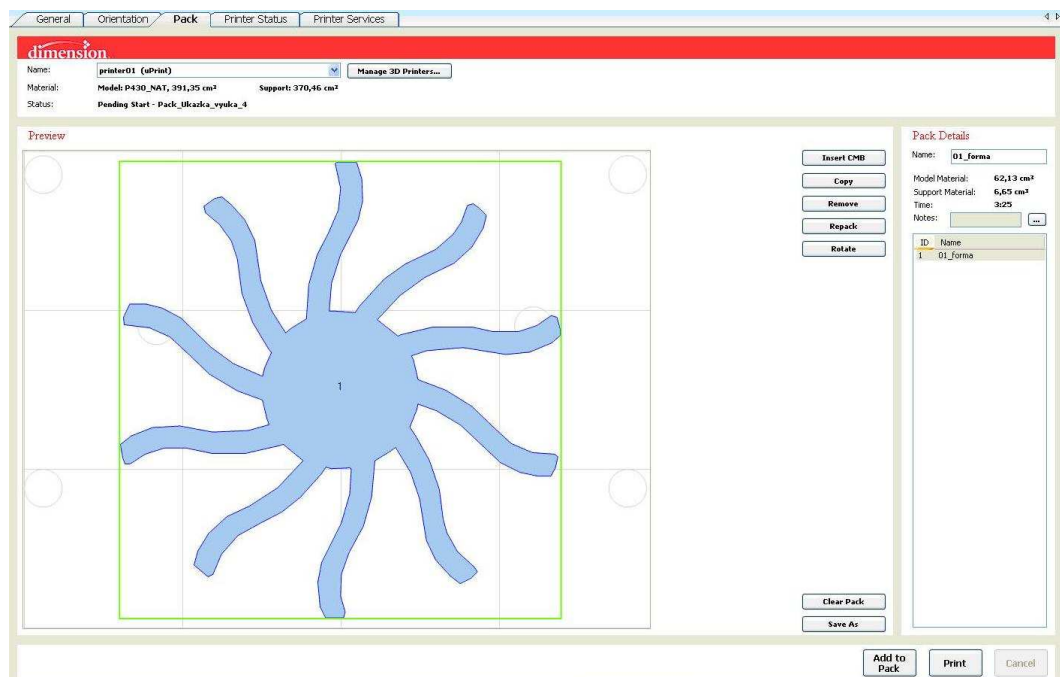 General Orientation Pack Printer Status Printer Services
dimension
Name: printer01 (uPrint) Manage 3D Printers...
Material: Model: P430_NAT, 391,35 cm³ Support: 370,46 cm³
Status: Pending Start - Pack_Ukazka_vyuka_4
Preview
1
Insert CMB
Copy
Remove
Repack
Rotate
Clear Pack
Save As
Pack Details
Name: 01_forma
Model Material: 62,13 cm³
Support Material: 6,65 cm³
Time: 3:25
Notes: ...
ID Name
1 01_forma
Add to
Pack
Print
Cancel